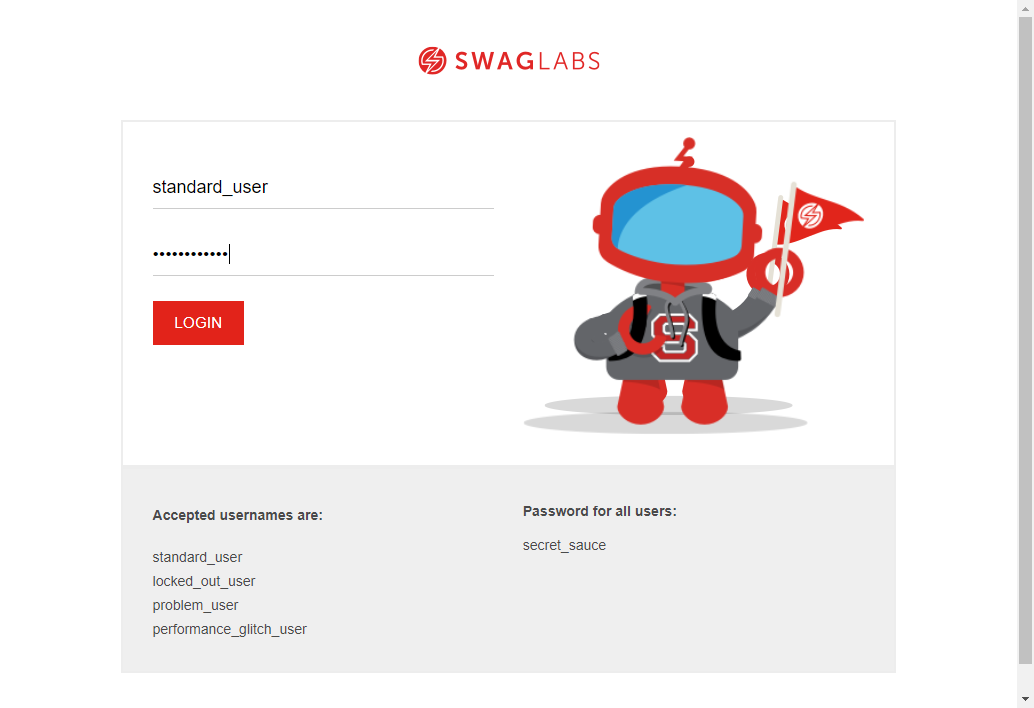 SWAGLABS
standard_user
••••••••••••
LOGIN
S
Accepted usernames are:
standard_user
locked_out_user
problem_user
performance_glitch_user
Password for all users:
secret_sauce